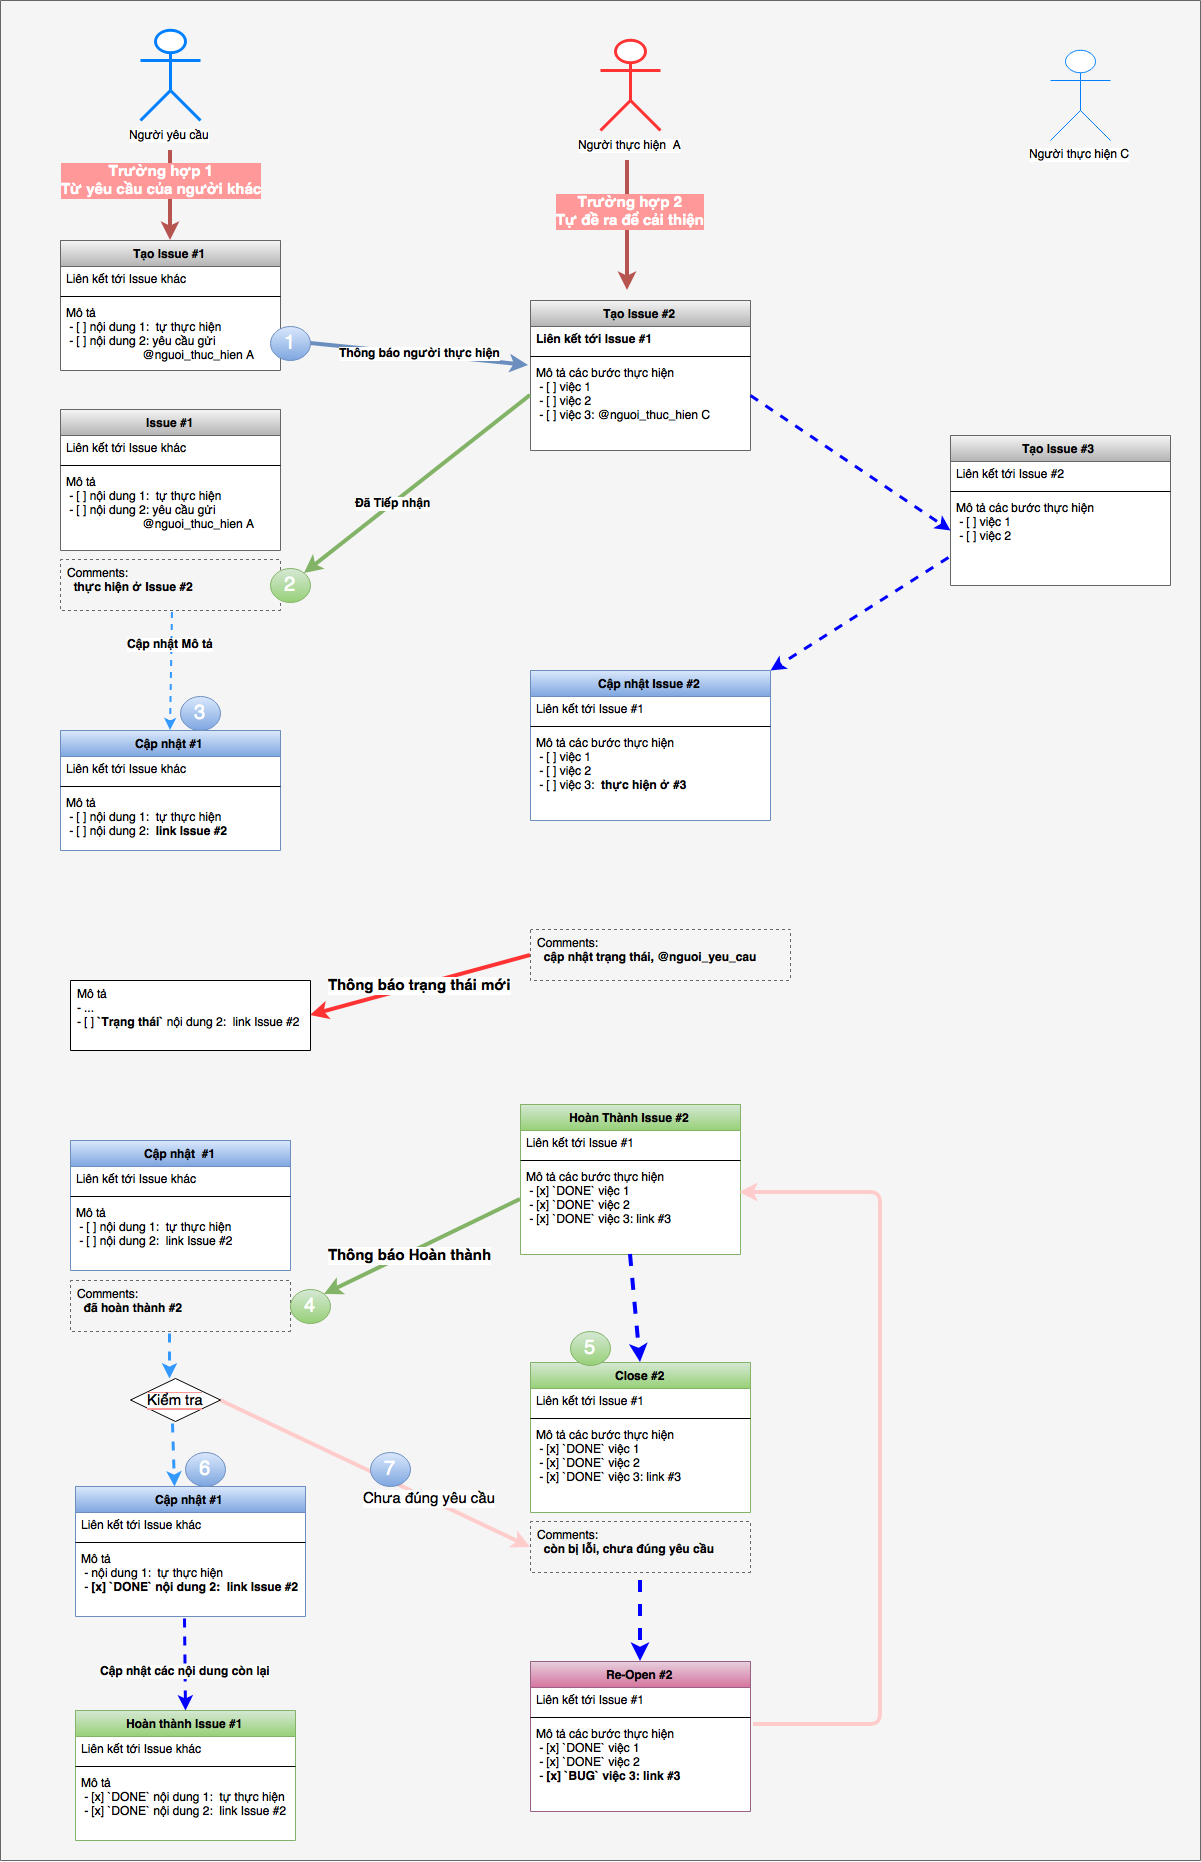 Người yêu cầu
Người thực hiện  A
Người thực hiện C
Trường hợp 1
Từ yêu cầu của người khác
Trường hợp 2
Tự đề ra để cải thiện
Tạo Issue #1
Liên kết tới Issue khác
Mô tả
- [ ] nội dung 1:  tự thực hiện
- [ ] nội dung 2: yêu cầu gửi
@nguoi_thuc_hien A
1
Thông báo người thực hiện
Tạo Issue #2
Liên kết tới Issue #1
Mô tả các bước thực hiện
- [ ] việc 1
- [ ] việc 2
- [ ] việc 3: @nguoi_thuc_hien C
Issue #1
Liên kết tới Issue khác
Mô tả
- [ ] nội dung 1:  tự thực hiện
- [ ] nội dung 2: yêu cầu gửi
@nguoi_thuc_hien A
Đã Tiếp nhận
Tạo Issue #3
Liên kết tới Issue #2
Mô tả các bước thực hiện
- [ ] việc 1
- [ ] việc 2
Comments:
thực hiện ở Issue #2
2
Cập nhật Mô tả
3
Cập nhật #1
Liên kết tới Issue khác
Mô tả
- [ ] nội dung 1:  tự thực hiện
- [ ] nội dung 2:  link Issue #2
Cập nhật Issue #2
Liên kết tới Issue #1
Mô tả các bước thực hiện
- [ ] việc 1
- [ ] việc 2
- [ ] việc 3:  thực hiện ở #3
Comments:
cập nhật trạng thái, @nguoi_yeu_cau
Thông báo trạng thái mới
Mô tả
- ...
- [ ] `Trạng thái` nội dung 2:  link Issue #2
Hoàn Thành Issue #2
Liên kết tới Issue #1
Mô tả các bước thực hiện
- [x] `DONE` việc 1
- [x] `DONE` việc 2
- [x] `DONE` việc 3: link #3
Cập nhật  #1
Liên kết tới Issue khác
Mô tả
- [ ] nội dung 1:  tự thực hiện
- [ ] nội dung 2:  link Issue #2
Thông báo Hoàn thành
Comments:
đã hoàn thành #2
4
5
Close #2
Liên kết tới Issue #1
Mô tả các bước thực hiện
- [x] `DONE` việc 1
- [x] `DONE` việc 2
- [x] `DONE` việc 3: link #3
Kiểm tra
6
7
Chưa đúng yêu cầu
Cập nhật #1
Liên kết tới Issue khác
Mô tả
- nội dung 1:  tự thực hiện
- [x] `DONE` nội dung 2:  link Issue #2
Comments:
còn bị lỗi, chưa đúng yêu cầu
Cập nhật các nội dung còn lại
Re-Open #2
Liên kết tới Issue #1
Mô tả các bước thực hiện
- [x] `DONE` việc 1
- [x] `DONE` việc 2
- [x] `BUG` việc 3: link #3
Hoàn thành Issue #1
Liên kết tới Issue khác
Mô tả
- [x] `DONE` nội dung 1:  tự thực hiện
- [x] `DONE` nội dung 2:  link Issue #2